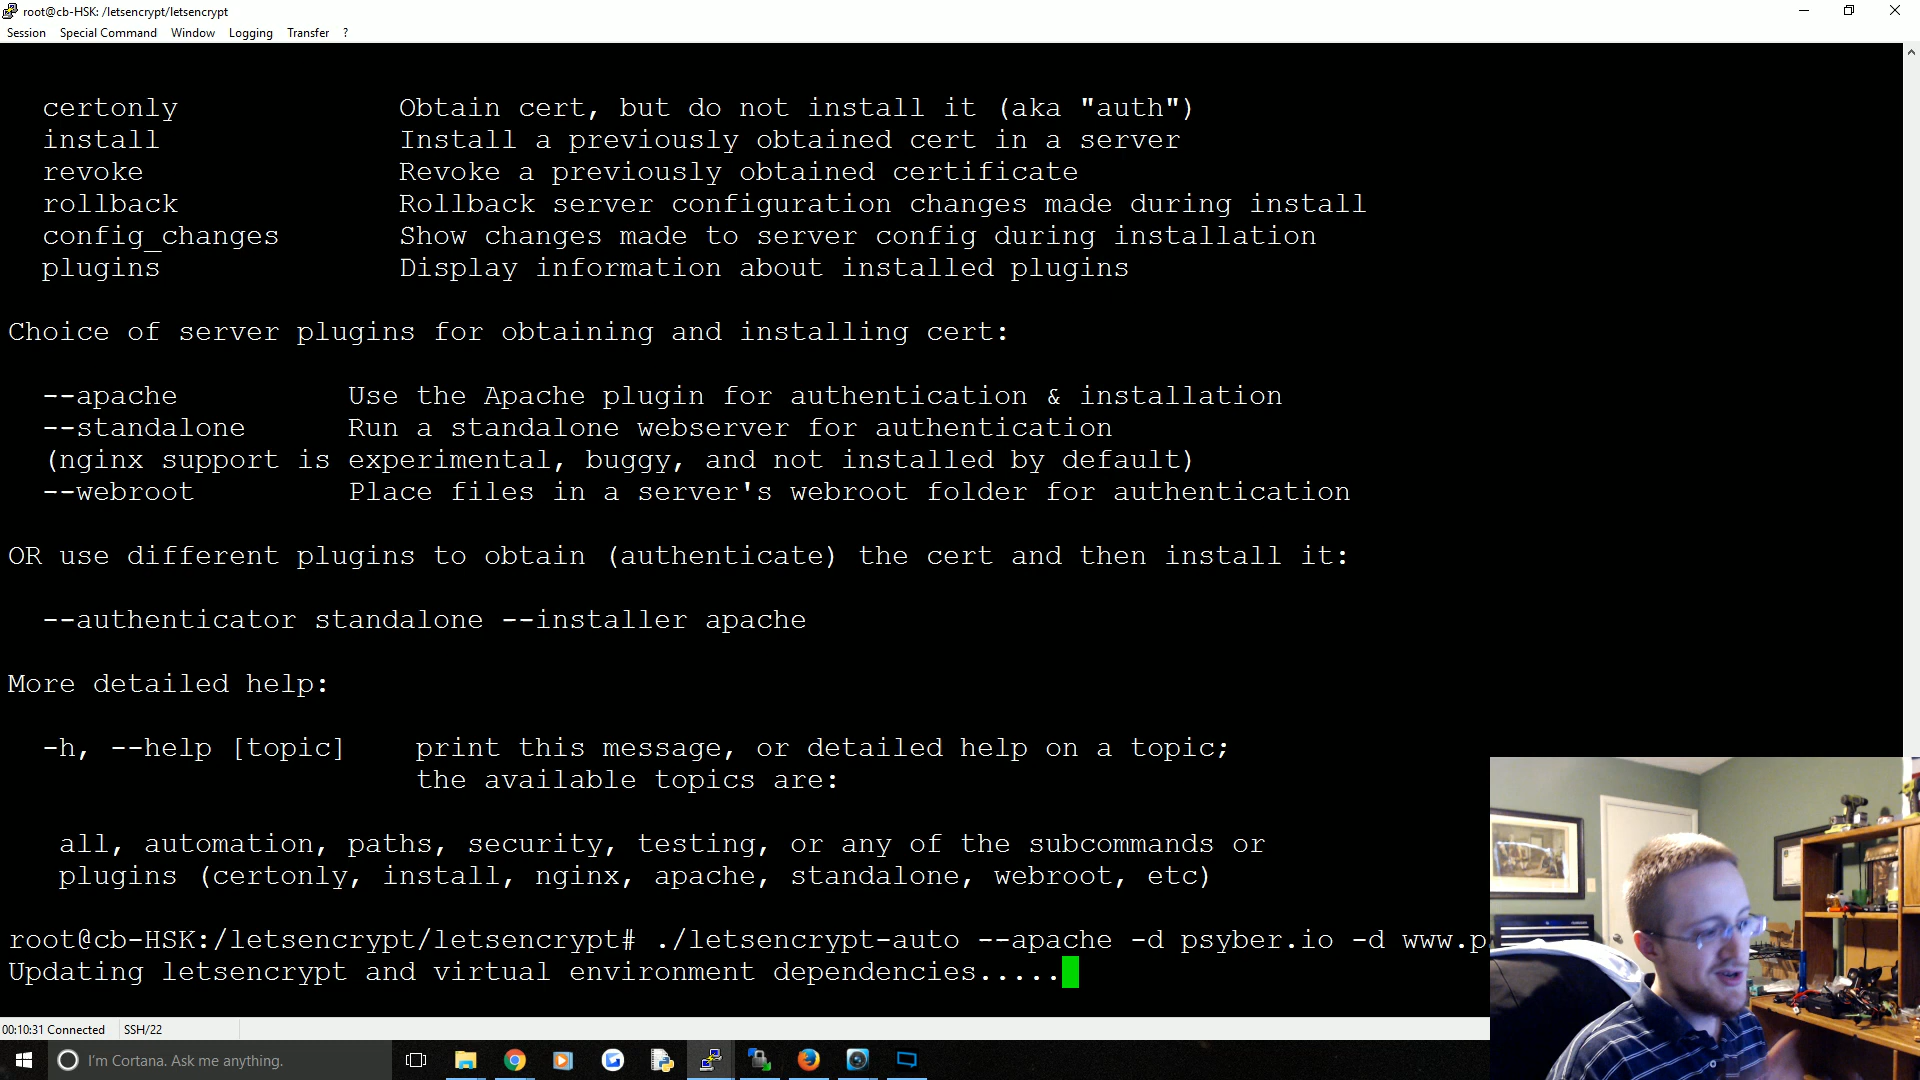 root@cb-HSK: /letsencrypt/letsencrypt
Session Special Command Window Logging Transfer ?
certonly Obtain cert, but do not install it (aka "auth")
install Install a previously obtained cert in a server
revoke Revoke a previously obtained certificate
rollback Rollback server configuration changes made during install
config_changes Show changes made to server config during installation
plugins Display information about installed plugins
Choice of server plugins for obtaining and installing cert:
--apache Use the Apache plugin for authentication & installation
--standalone Run a standalone webserver for authentication
(nginx support is experimental, buggy, and not installed by default)
--webroot Place files in a server's webroot folder for authentication
OR use different plugins to obtain (authenticate) the cert and then install it:
--authenticator standalone --installer apache
More detailed help:
-h, --help [topic] print this message, or detailed help on a topic;
the available topics are:
all, automation, paths, security, testing, or any of the subcommands or
plugins (certonly, install, nginx, apache, standalone, webroot, etc)
root@cb-HSK:/letsencrypt/letsencrypt# ./letsencrypt-auto --apache -d psyber.io -d www.p
Updating letsencrypt and virtual environment dependencies.....
00:10:31 Connected SSH/22
I'm Cortana. Ask me anything.